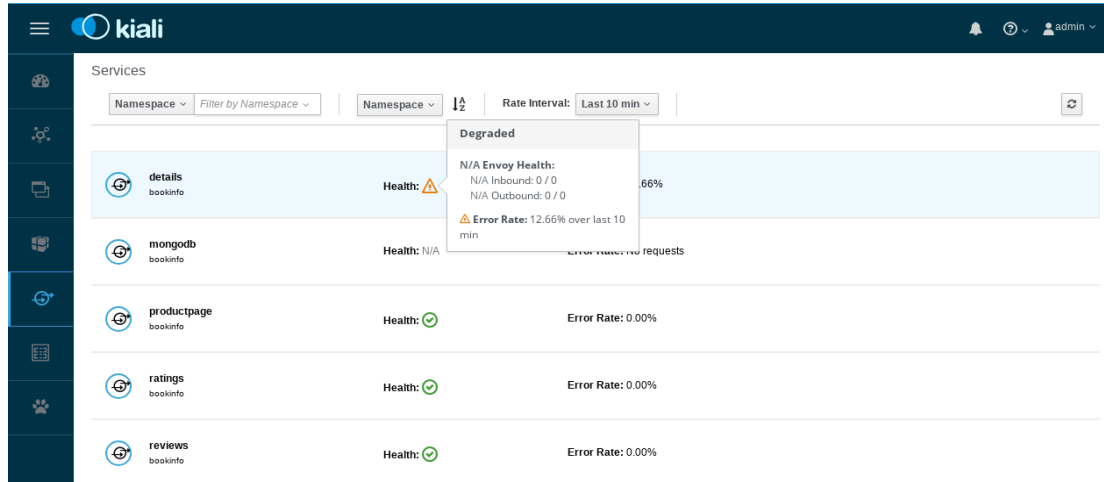 kiali
admin
Services
Namespace Filter by Namespace Namespace Rate Interval: Last 10 min
Degraded
N/A Envoy Health:
N/A Inbound: 0 / 0
N/A Outbound: 0 / 0
Error Rate: 12.66% over last 10
min
details
bookinfo
Health:
.66%
mongodb
bookinfo
Health: N/A
Error Rate: No requests
productpage
bookinfo
Health:
Error Rate: 0.00%
ratings
bookinfo
Health:
Error Rate: 0.00%
reviews
bookinfo
Health:
Error Rate: 0.00%